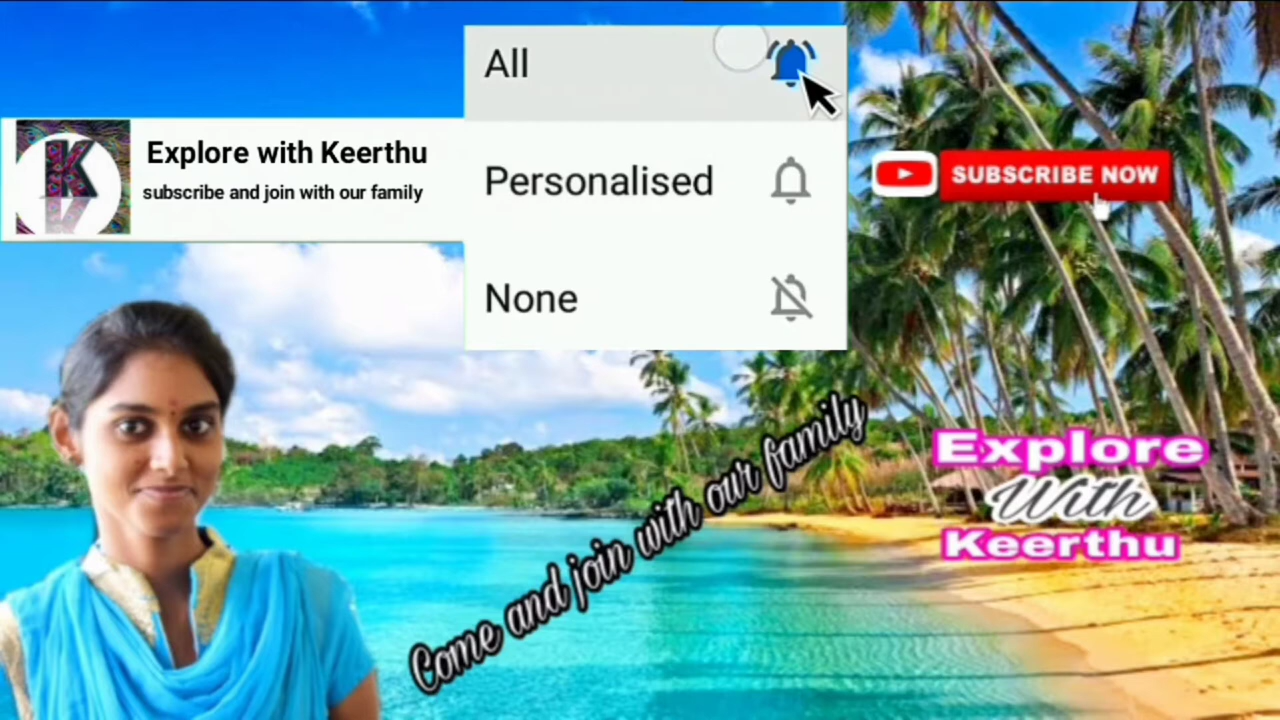 All
Explore with Keerthu
subscribe and join with our family
Personalised
SUBSCRIBE NOW
None
Come and join with our family
Explore
With
Keerthu
K